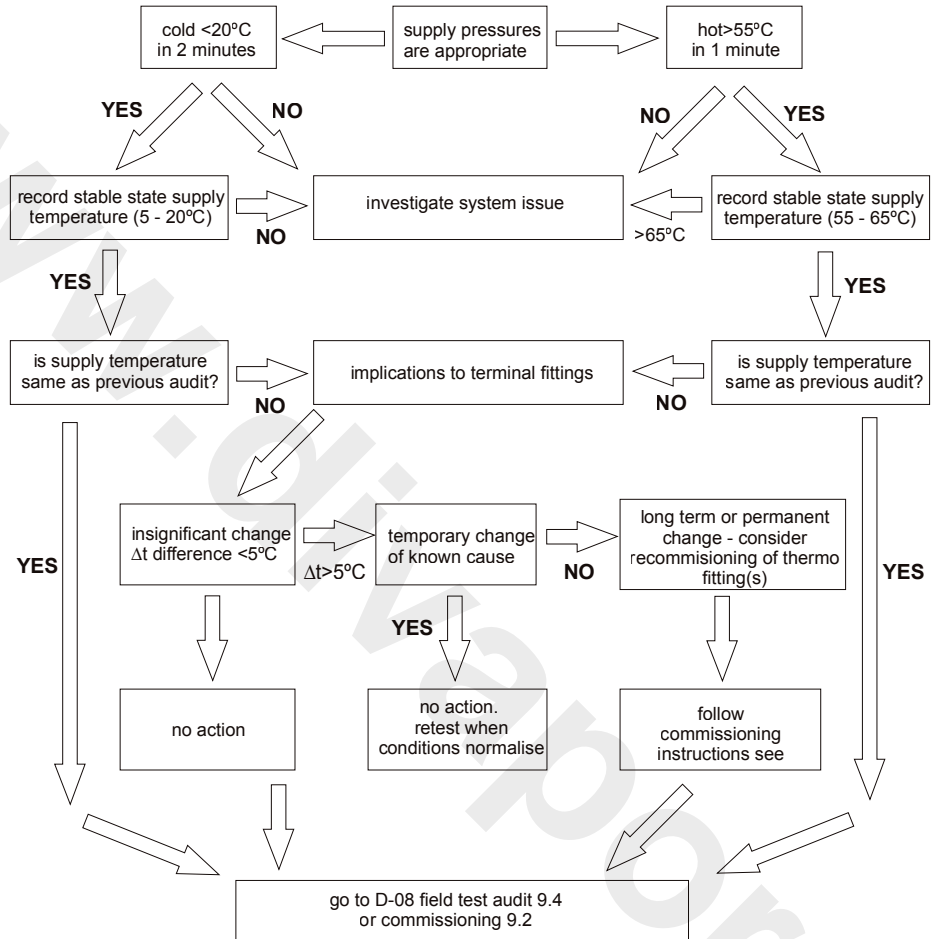 cold <20ºC
in 2 minutes
supply pressures
are appropriate
hot>55ºC
in 1 minute
YES
NO
NO
YES
record stable state supply
temperature (5 - 20ºC)
NO
investigate system issue
>65ºC
record stable state supply
temperature (55 - 65ºC)
YES
YES
is supply temperature
same as previous audit?
NO
implications to terminal fittings
NO
is supply temperature
same as previous audit?
YES
insignificant change
Δt difference <5ºC
Δt>5ºC
temporary change
of known cause
NO
long term or permanent
change - consider
recommisioning of thermo
fitting(s)
YES
YES
no action
no action.
retest when
conditions normalise
follow
commissioning
instructions see
go to D-08 field test audit 9.4
or commissioning 9.2
www.divapor